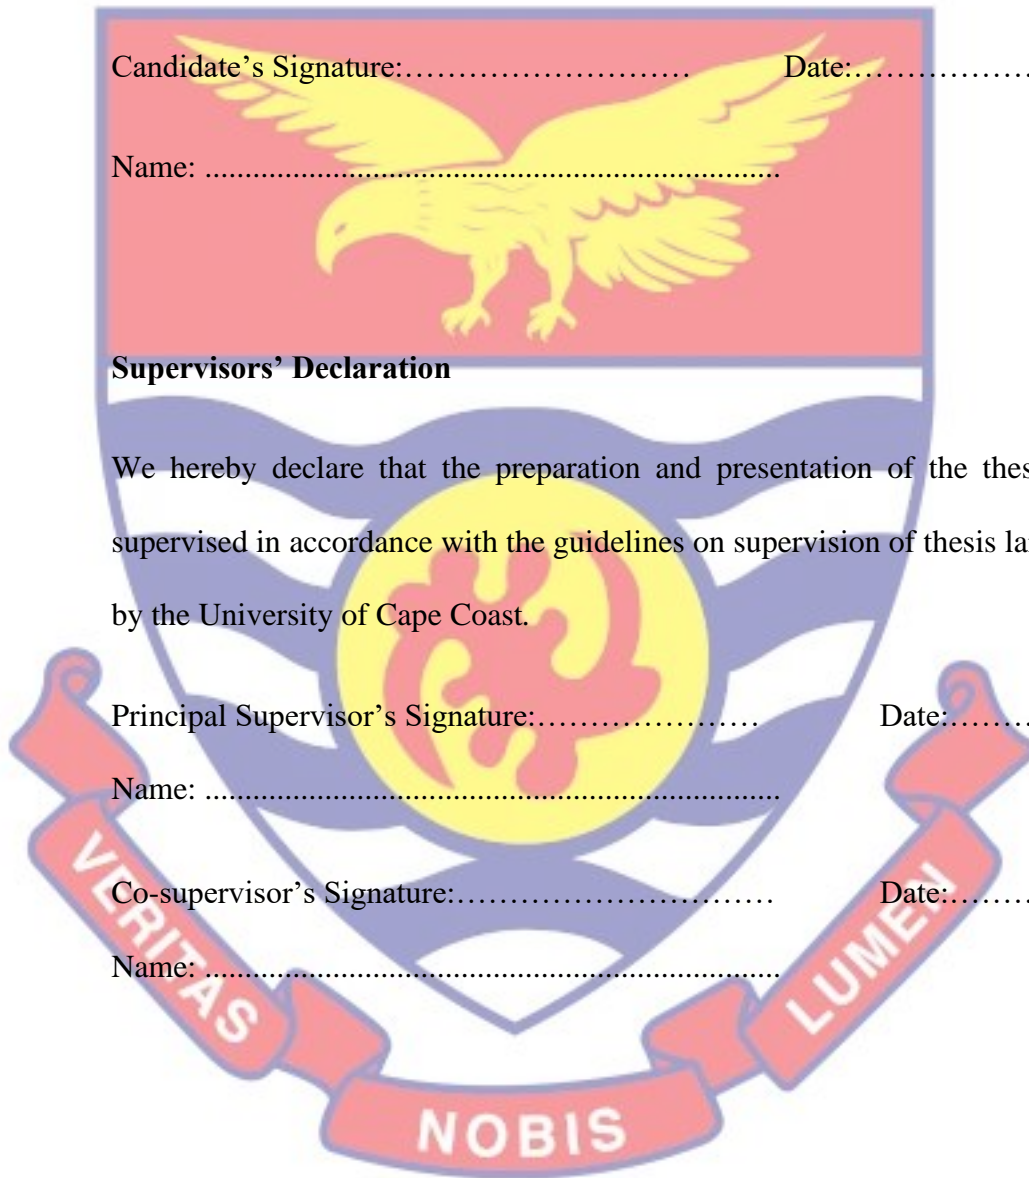 Candidate’s Signature:………………………… Date:………………
Name: ........................................................................
Supervisors’ Declaration
We hereby declare that the preparation and presentation of the
supervised in accordance with the guidelines on supervision of thesis
by the University of Cape Coast.
Principal Supervisor’s Signature:………………… Date:………
Name: ........................................................................
Co-supervisor’s Signature:………………………… Date:………
Name: ........................................................................
VERITAS
NOBIS
LUMEN